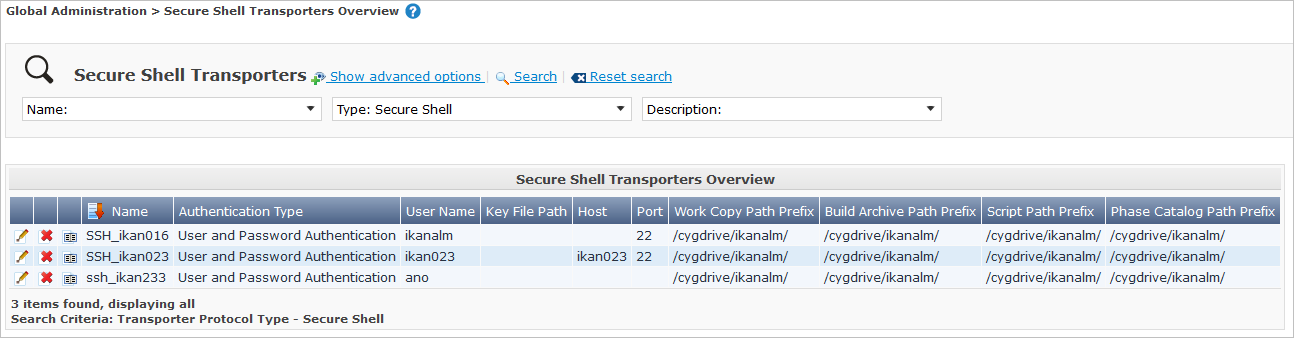 Global Administration > Secure Shell Transporters Overview ?
Secure Shell Transporters Show advanced options | Search | Reset search
Name: Type: Secure Shell Description:
Secure Shell Transporters Overview
Name Authentication Type User Name Key File Path Host Port Work Copy Path Prefix Build Archive Path Prefix Script Path Prefix Phase Catalog Path Prefix
SSH_ikan016 User and Password Authentication ikanalm 22 /cygdrive/ikanalm/ /cygdrive/ikanalm/ /cygdrive/ikanalm/ /cygdrive/ikanalm/
SSH_ikan023 User and Password Authentication ikan023 ikan023 22 /cygdrive/ikanalm/ /cygdrive/ikanalm/ /cygdrive/ikanalm/ /cygdrive/ikanalm/
ssh_ikan233 User and Password Authentication ano /cygdrive/ikanalm/ /cygdrive/ikanalm/ /cygdrive/ikanalm/ /cygdrive/ikanalm/
3 items found, displaying all
Search Criteria: Transporter Protocol Type - Secure Shell